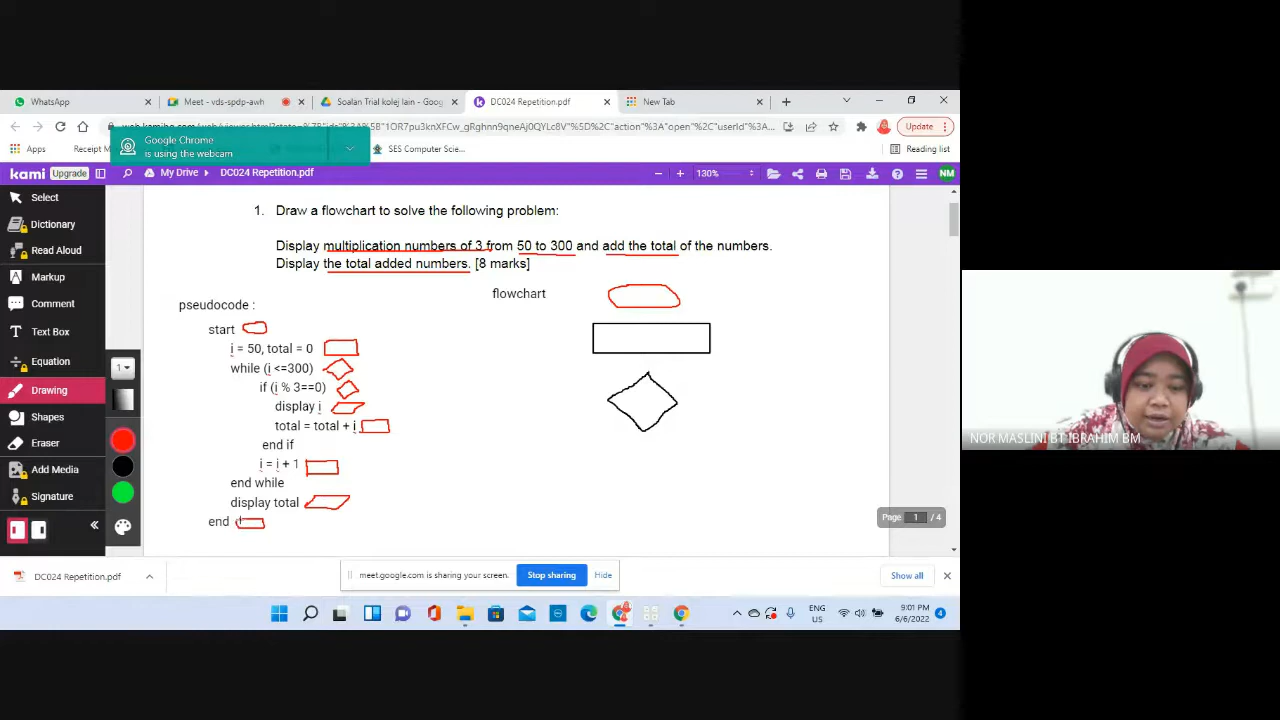 WhatsApp
Meet - vds-spdp-awh
Soalan Trial kolej lain - Goog
DC024 Repetition.pdf
New Tab
Update
Google Chrome
is using the webcam
Apps
Receipt M
SES Computer Scie...
Reading list
kami Upgrade
My Drive
DC024 Repetition.pdf
130%
NM
Select
Dictionary
Read Aloud
Markup
Comment
Text Box
Equation
Drawing
Shapes
Eraser
Add Media
Signature
1
1. Draw a flowchart to solve the following problem:
Display multiplication numbers of 3 from 50 to 300 and add the total of the numbers.
Display the total added numbers. [8 marks]
flowchart
pseudocode :
start
i = 50, total = 0
while (i <=300)
if (i % 3==0)
display i
total = total + i
end if
i = i + 1
end while
display total
end
Page 1 / 4
DC024 Repetition.pdf
meet.google.com is sharing your screen.
Stop sharing
Hide
Show all
ENG
US
9:01 PM
6/6/2022
4
NOR MASLINI BT IBRAHIM BM